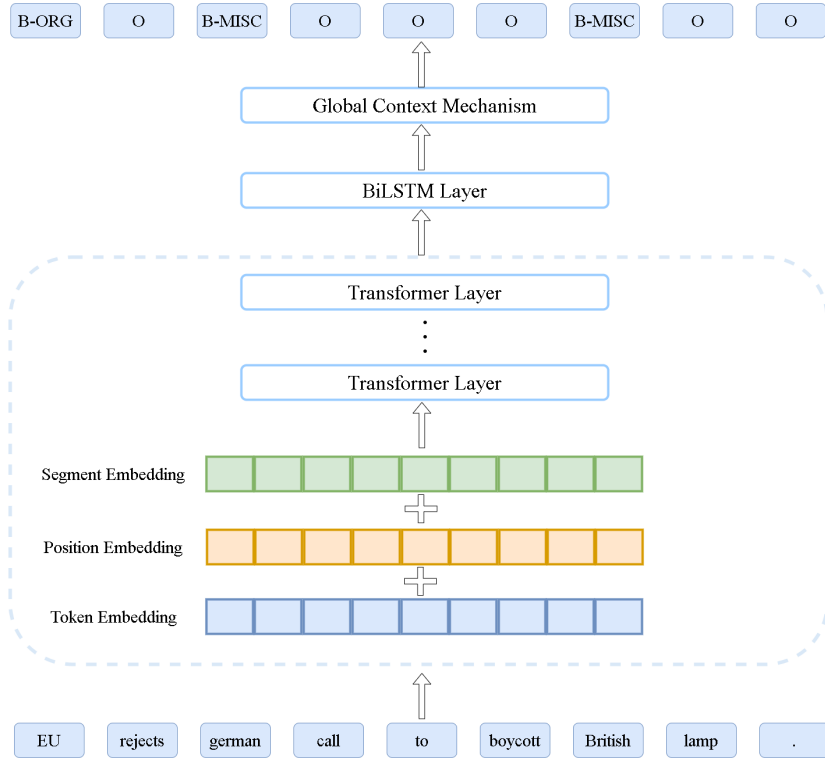 B-ORG O B-MISC O O O B-MISC O O
Global Context Mechanism
BiLSTM Layer
Transformer Layer
Transformer Layer
Segment Embedding
Position Embedding
Token Embedding
EU rejects german call to boycott British lamp .